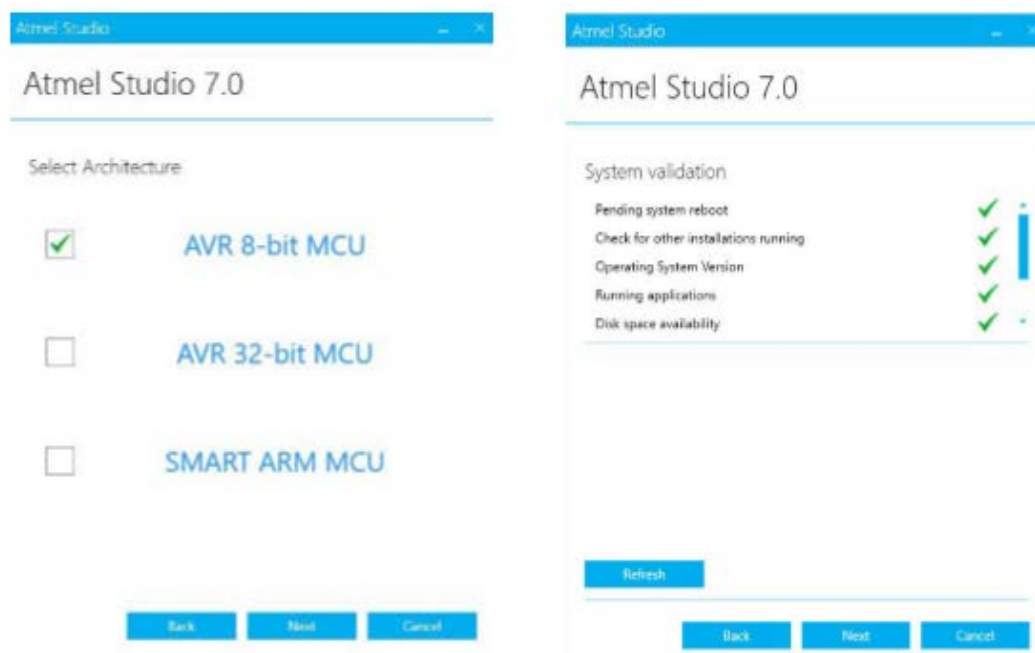 Atmel Studio
Atmel Studio 7.0
Select Architecture
AVR 8-bit MCU
AVR 32-bit MCU
SMART ARM MCU
Back Next Cancel
Atmel Studio
Atmel Studio 7.0
System validation
Pending system reboot
Check for other installations running
Operating System Version
Running applications
Disk space availability
Refresh
Back Next Cancel